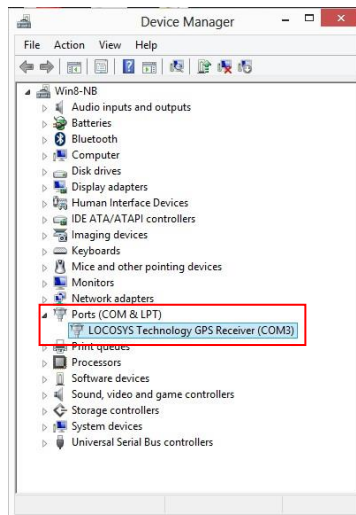 Device Manager
File Action View Help
Win8-NB
Audio inputs and outputs
Batteries
Bluetooth
Computer
Disk drives
Display adapters
Human Interface Devices
IDE ATA/ATAPI controllers
Imaging devices
Keyboards
Mice and other pointing devices
Monitors
Network adapters
Ports (COM & LPT)
LOCOSYS Technology GPS Receiver (COM3)
Print queues
Processors
Software devices
Sound, video and game controllers
Storage controllers
System devices
Universal Serial Bus controllers